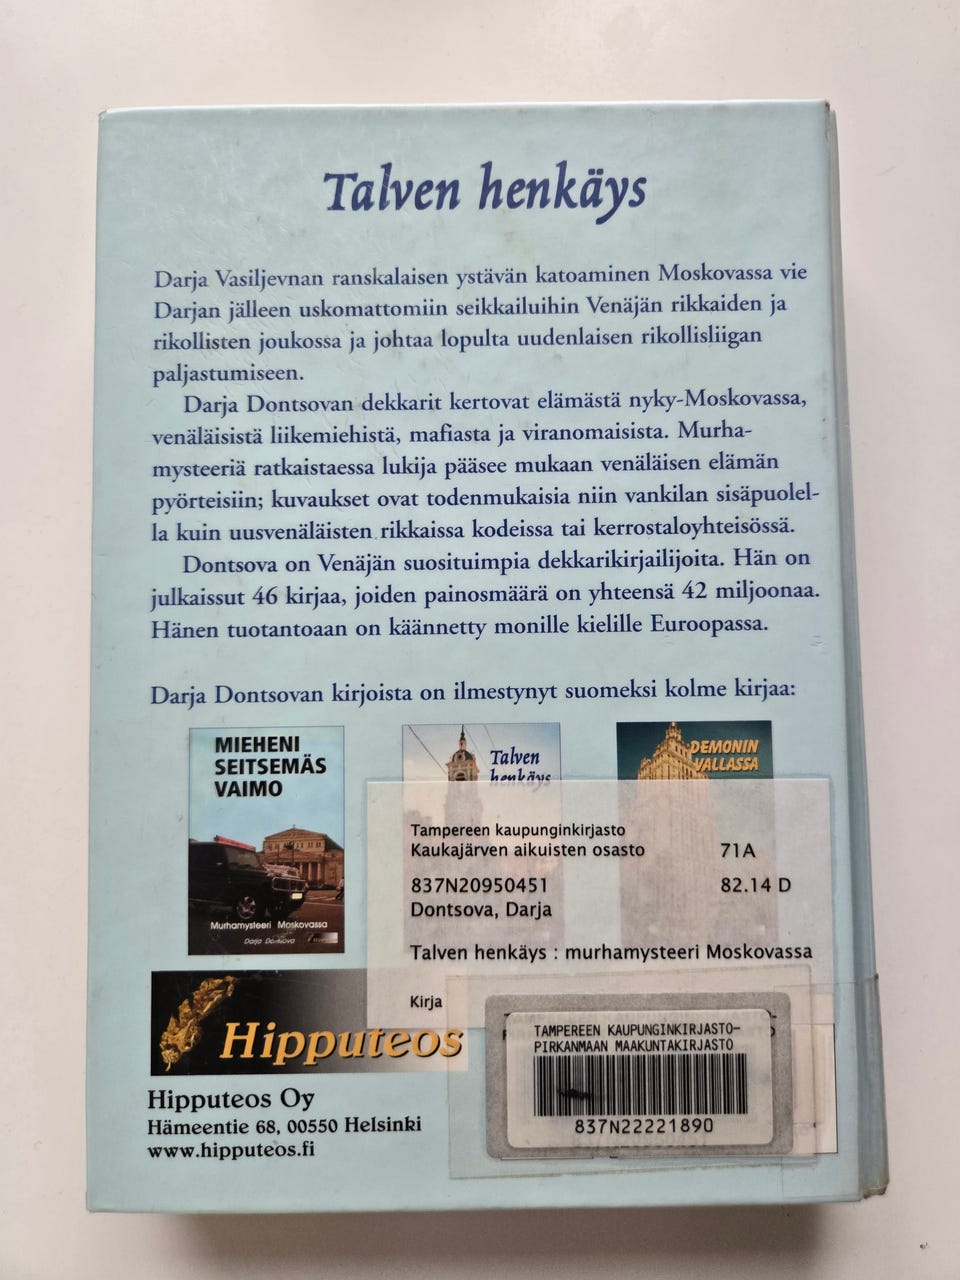 Talven henkäys
Darja Vasiljevnan ranskalaisen ystävän katoaminen Moskovassa vie
Darjan jälleen uskomattomiin seikkailuihin Venäjän rikkaiden ja
rikollisten joukossa ja johtaa lopulta uudenlaisen rikollisliigan
paljastumiseen.
Darja Dontsovan dekkarit kertovat elämästä nyky-Moskovassa,
venäläisistä liikemiehistä, mafiasta ja viranomaisista. Murha-
mysteeriä ratkaistaessa lukija pääsee mukaan venäläisen elämän
pyörteisiin; kuvaukset ovat todenmukaisia niin vankilan sisäpuolel-
la kuin uusvenäläisten rikkaissa kodeissa tai kerrostaloyhteisössä.
Dontsova on Venäjän suosituimpia dekkarikirjailijoita. Hän on
julkaissut 46 kirjaa, joiden painosmäärä on yhteensä 42 miljoonaa.
Hänen tuotantoaan on käännetty monille kielille Euroopassa.
Darja Dontsovan kirjoista on ilmestynyt suomeksi kolme kirjaa:
MIEHENI
SEITSEMÄS
VAIMO
Murhamysteeri Moskovassa
Darja Dontsova
Talven
henkäys
DEMONIN
VALLASSA
Tampereen kaupunginkirjasto
Kaukajärven aikuisten osasto 71A
837N20950451 82.14 D
Dontsova, Darja
Talven henkäys : murhamysteeri Moskovassa
Kirja
TAMPEREEN KAUPUNGINKIRJASTO-
PIRKANMAAN MAAKUNTAKIRJASTO
837N22221890
Hipputeos
Hipputeos Oy
Hämeentie 68, 00550 Helsinki
www.hipputeos.fi